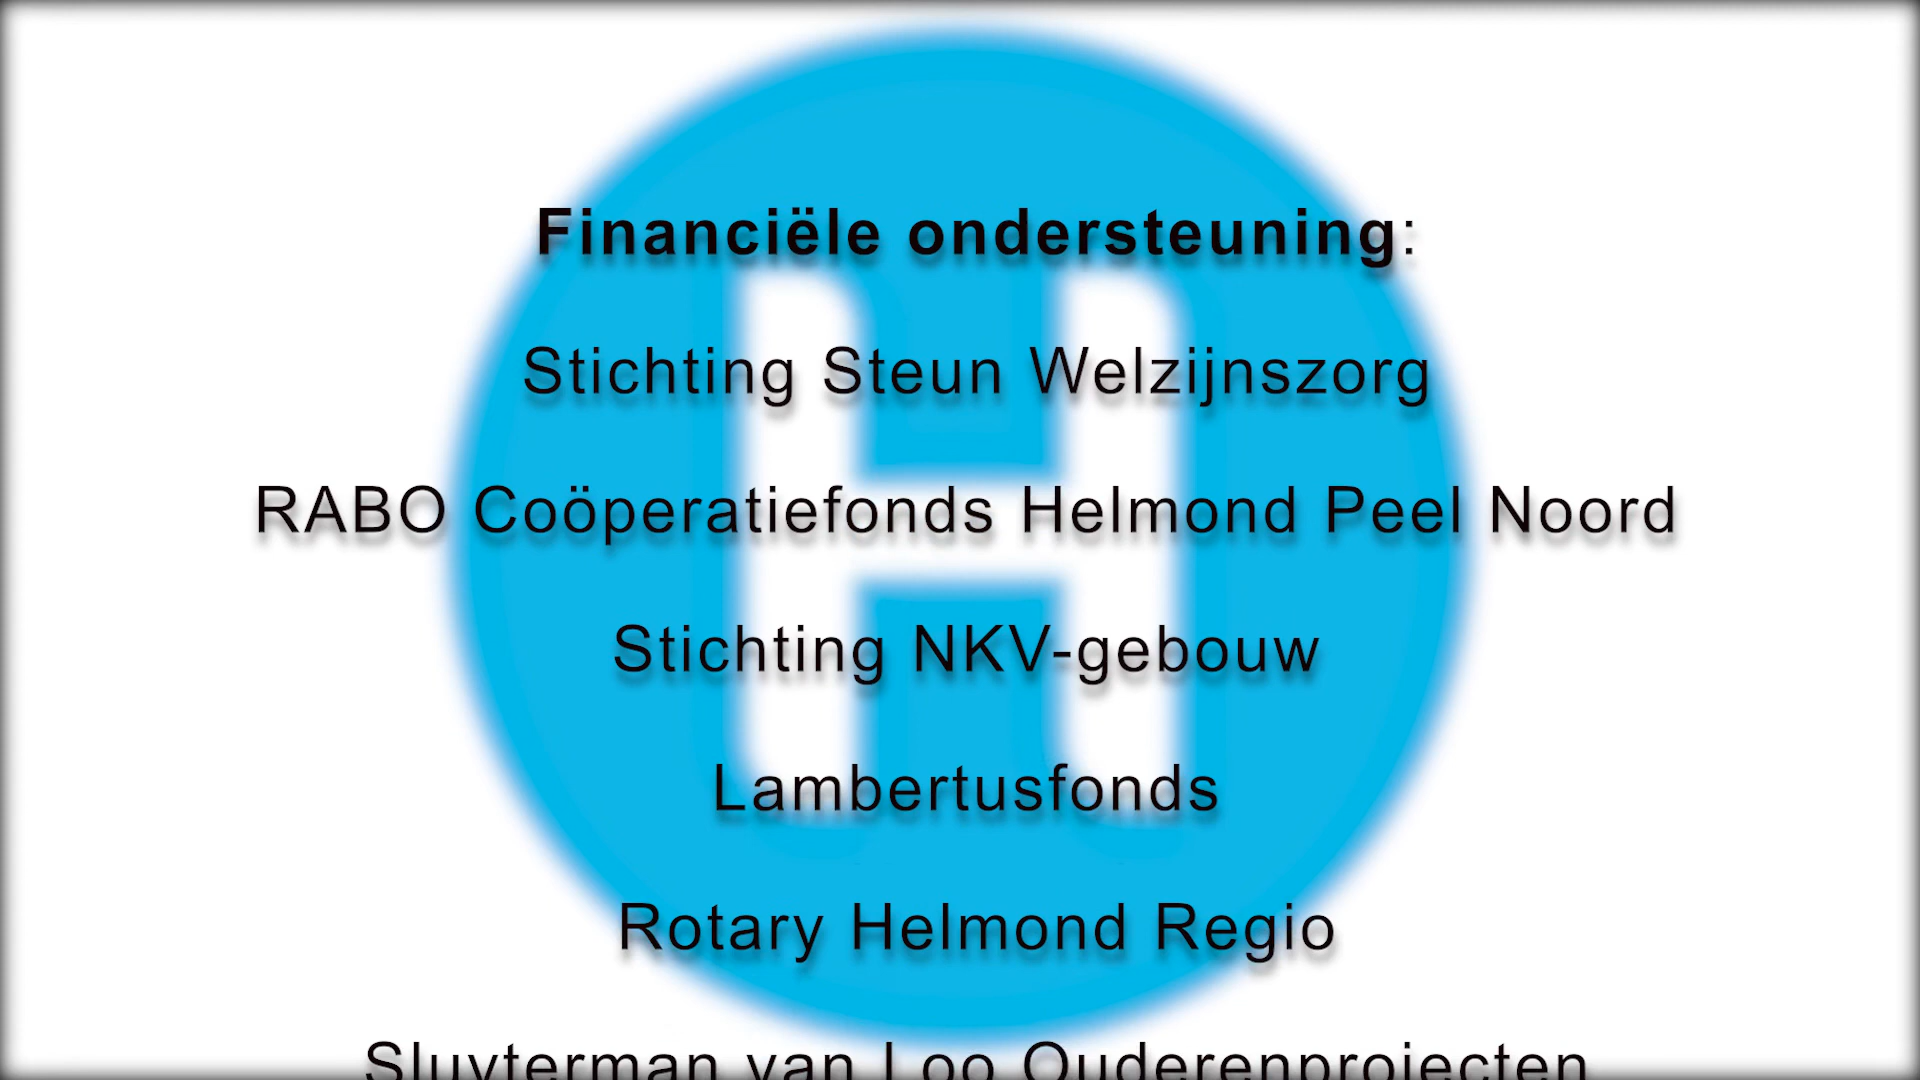 Financiële ondersteuning:
Stichting Steun Welzijnszorg
RABO Coöperatiefonds Helmond Peel Noord
Stichting NKV-gebouw
Lambertusfonds
Rotary Helmond Regio
Sluyterman van Loo Ouderenprojecten
H